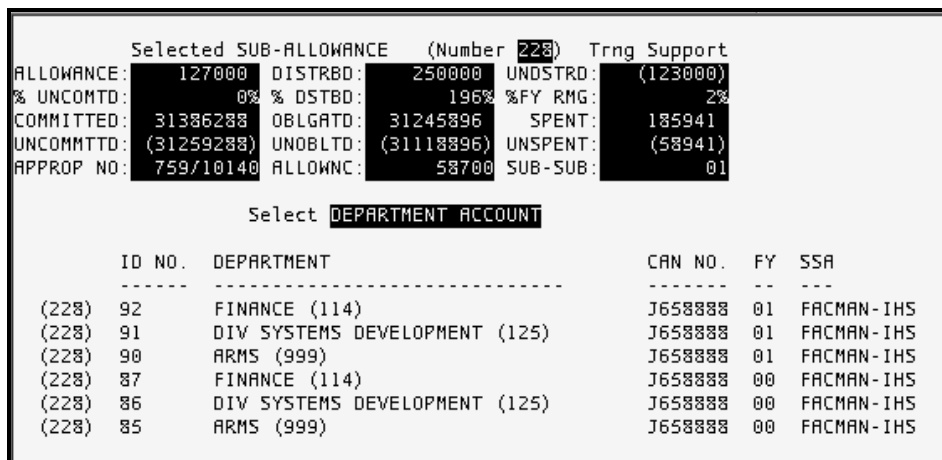 Selected SUB-ALLOWANCE (Number 228) Trng Support
ALLOWANCE: 127000 DISTRBD: 250000 UNDSTRD: (123000)
% UNCOMTD: 0% % DSTBD: 196% %FY RMG: 2%
COMMITTED: 31386288 OBLGATD: 31245896 SPENT: 185941
UNCOMMTTD: (31259288) UNOBLTD: (31118896) UNSPENT: (58941)
APPROP NO: 759/10140 ALLOWNC: 58700 SUB-SUB: 01
Select DEPARTMENT ACCOUNT
ID NO. DEPARTMENT CAN NO. FY SSA
------ ------------------------------ ------- -- ---
(228) 92 FINANCE (114) J658888 01 FACMAN-IHS
(228) 91 DIV SYSTEMS DEVELOPMENT (125) J658888 01 FACMAN-IHS
(228) 90 ARMS (999) J658888 01 FACMAN-IHS
(228) 87 FINANCE (114) J658888 00 FACMAN-IHS
(228) 86 DIV SYSTEMS DEVELOPMENT (125) J658888 00 FACMAN-IHS
(228) 85 ARMS (999) J658888 00 FACMAN-IHS